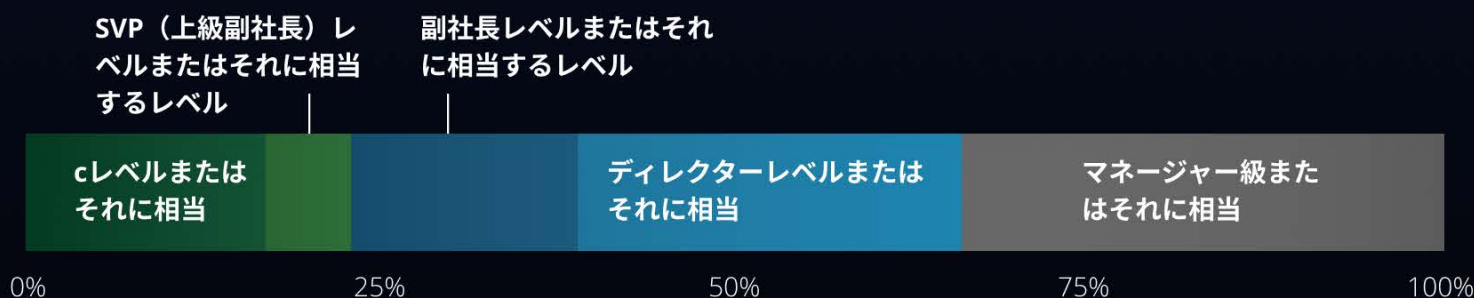 SVP（上級副社長）レ
ベルまたはそれに相当
するレベル
副社長レベルまたはそれ
に相当するレベル
cレベルまたは
それに相当
ディレクターレベルまたは
それに相当
マネージャー級また
はそれに相当
0%
25%
50%
75%
100%